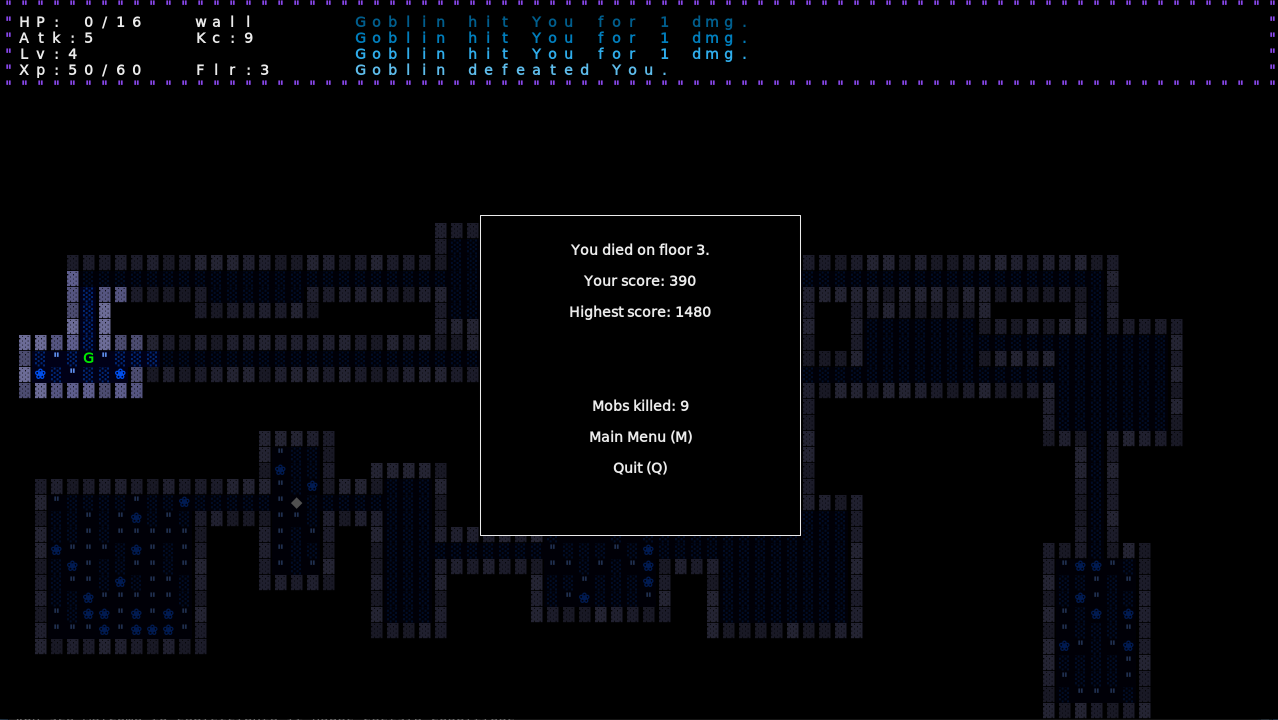 HP: 0/16 wall Goblin hit You for 1 dmg.
Atk:5 Kc:9 Goblin hit You for 1 dmg.
Lv:4 Goblin hit You for 1 dmg.
Xp:50/60 Flr:3 Goblin defeated You.
You died on floor 3.
Your score: 390
Highest score: 1480
G
Mobs killed: 9
Main Menu (M)
Quit (Q)